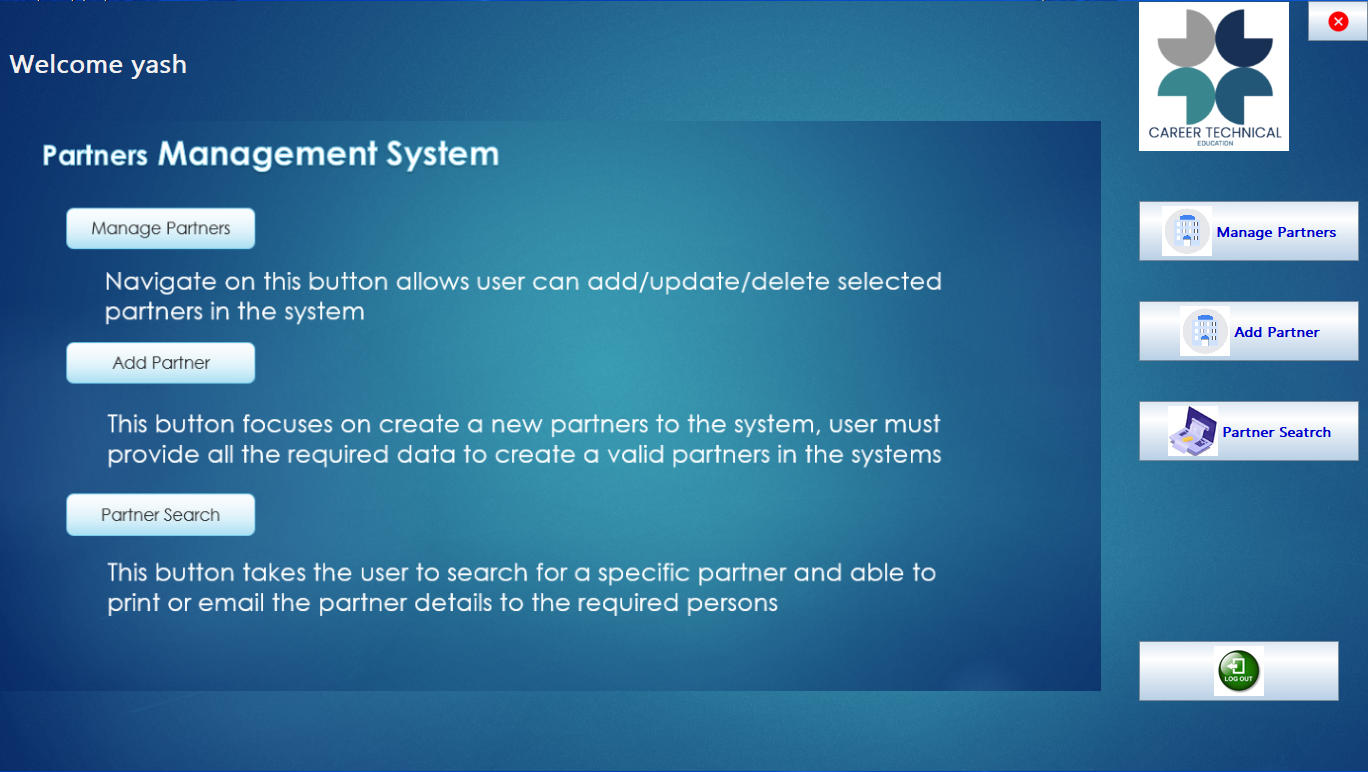 Welcome yash
CAREER TECHNICAL
EDUCATION
Partners Management System
Manage Partners
Navigate on this button allows user can add/update/delete selected
partners in the system
Add Partner
This button focuses on create a new partners to the system, user must
provide all the required data to create a valid partners in the systems
Partner Search
This button takes the user to search for a specific partner and able to
print or email the partner details to the required persons
Manage Partners
Add Partner
Partner Seatrch
LOG OUT